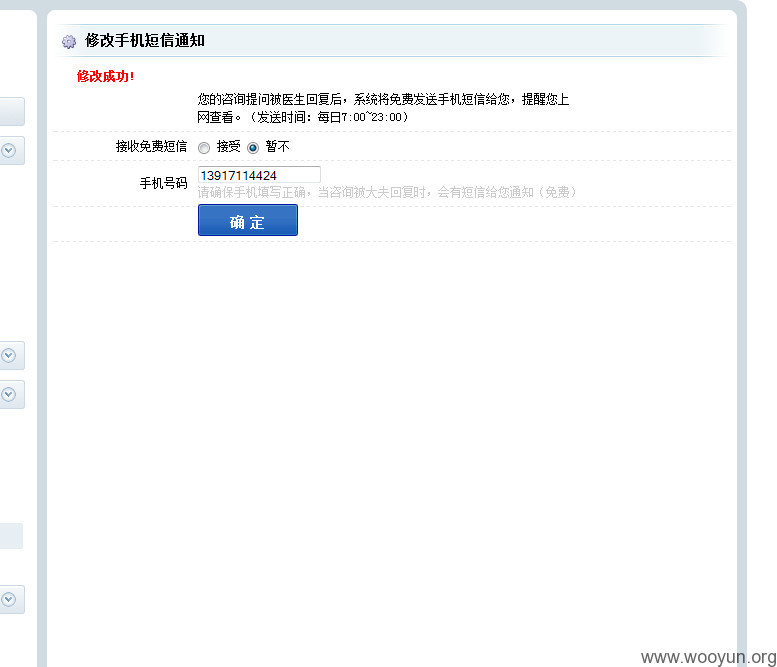 修改手机短信通知
修改成功!
您的咨询提问被医生回复后，系统将免费发送手机短信给您，提醒您上
网查看。（发送时间：每日7:00~23:00）
接收免费短信 接受 暂不
手机号码 13917114424
请确保手机填写正确，当咨询被大夫回复时，会有短信给您通知（免费）
确 定
www.wooyun.org